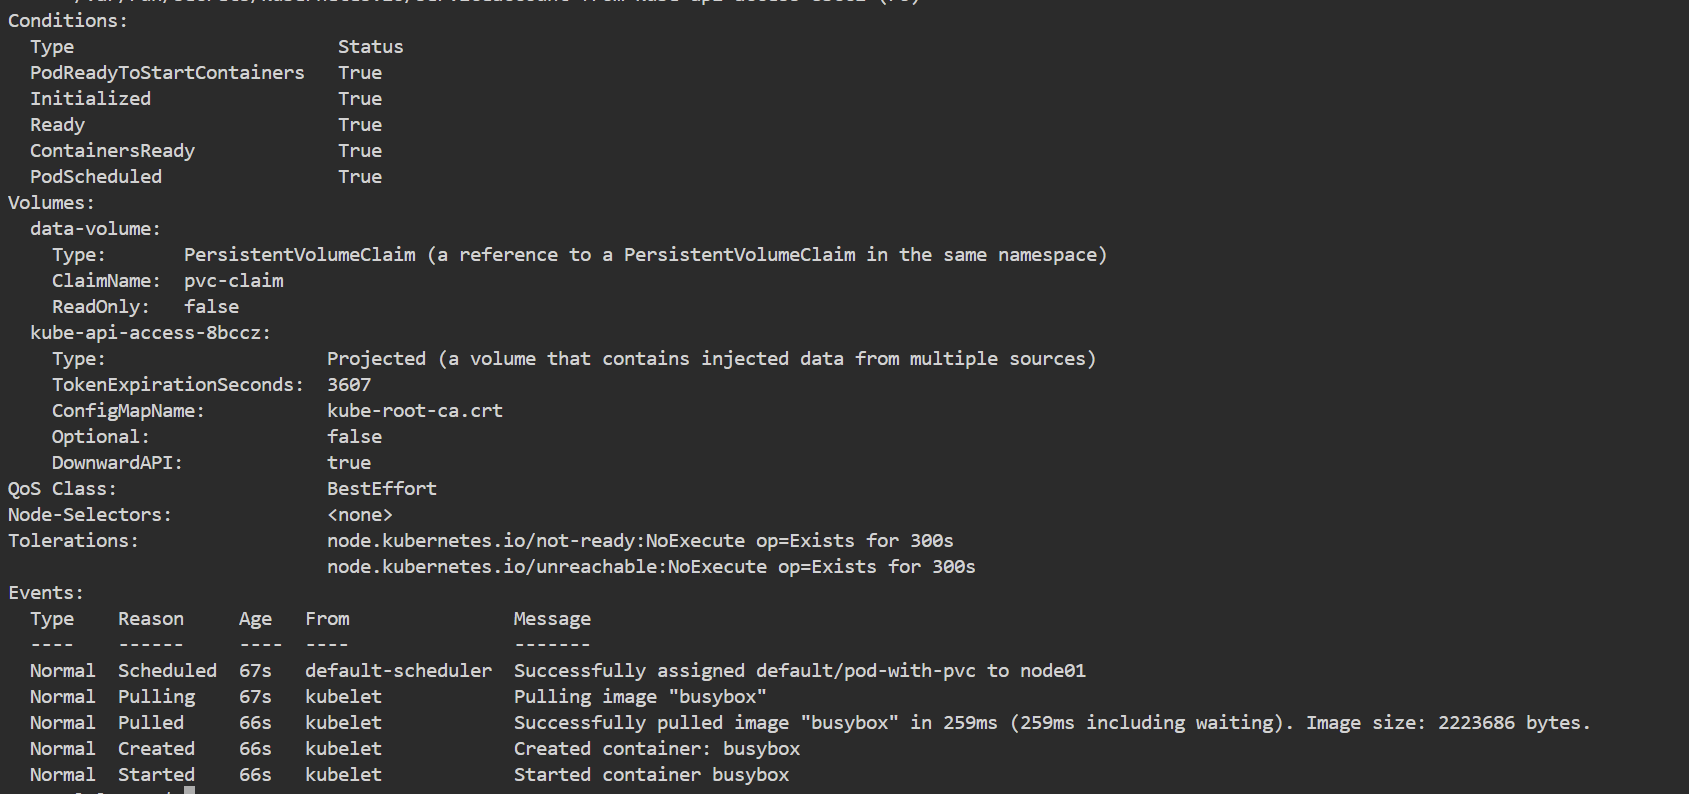 Conditions:
  Type                        Status
  PodReadyToStartContainers   True
  Initialized                 True
  Ready                       True
  ContainersReady             True
  PodScheduled                True
Volumes:
  data-volume:
    Type:       PersistentVolumeClaim (a reference to a PersistentVolumeClaim in the same namespace)
    ClaimName:  pvc-claim
    ReadOnly:   false
  kube-api-access-8bccz:
    Type:                    Projected (a volume that contains injected data from multiple sources)
    TokenExpirationSeconds:  3607
    ConfigMapName:           kube-root-ca.crt
    Optional:                false
    DownwardAPI:             true
QoS Class:                   BestEffort
Node-Selectors:              <none>
Tolerations:                 node.kubernetes.io/not-ready:NoExecute op=Exists for 300s
                             node.kubernetes.io/unreachable:NoExecute op=Exists for 300s
Events:
  Type    Reason     Age   From               Message
  ----    ------     ----  ----               -------
  Normal  Scheduled  67s   default-scheduler  Successfully assigned default/pod-with-pvc to node01
  Normal  Pulling    67s   kubelet            Pulling image "busybox"
  Normal  Pulled     66s   kubelet            Successfully pulled image "busybox" in 259ms (259ms including waiting). Image size: 2223686 bytes.
  Normal  Created    66s   kubelet            Created container: busybox
  Normal  Started    66s   kubelet            Started container busybox